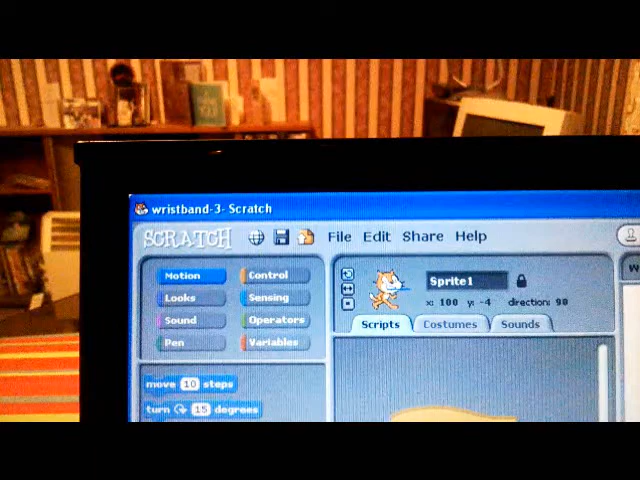 wristband-3- Scratch
SCRATCH File Edit Share Help
Motion Control
Looks Sensing
Sound Operators
Pen Variables
Sprite1
x: 100 y: -4 direction: 90
Scripts Costumes Sounds
move 10 steps
turn 15 degrees